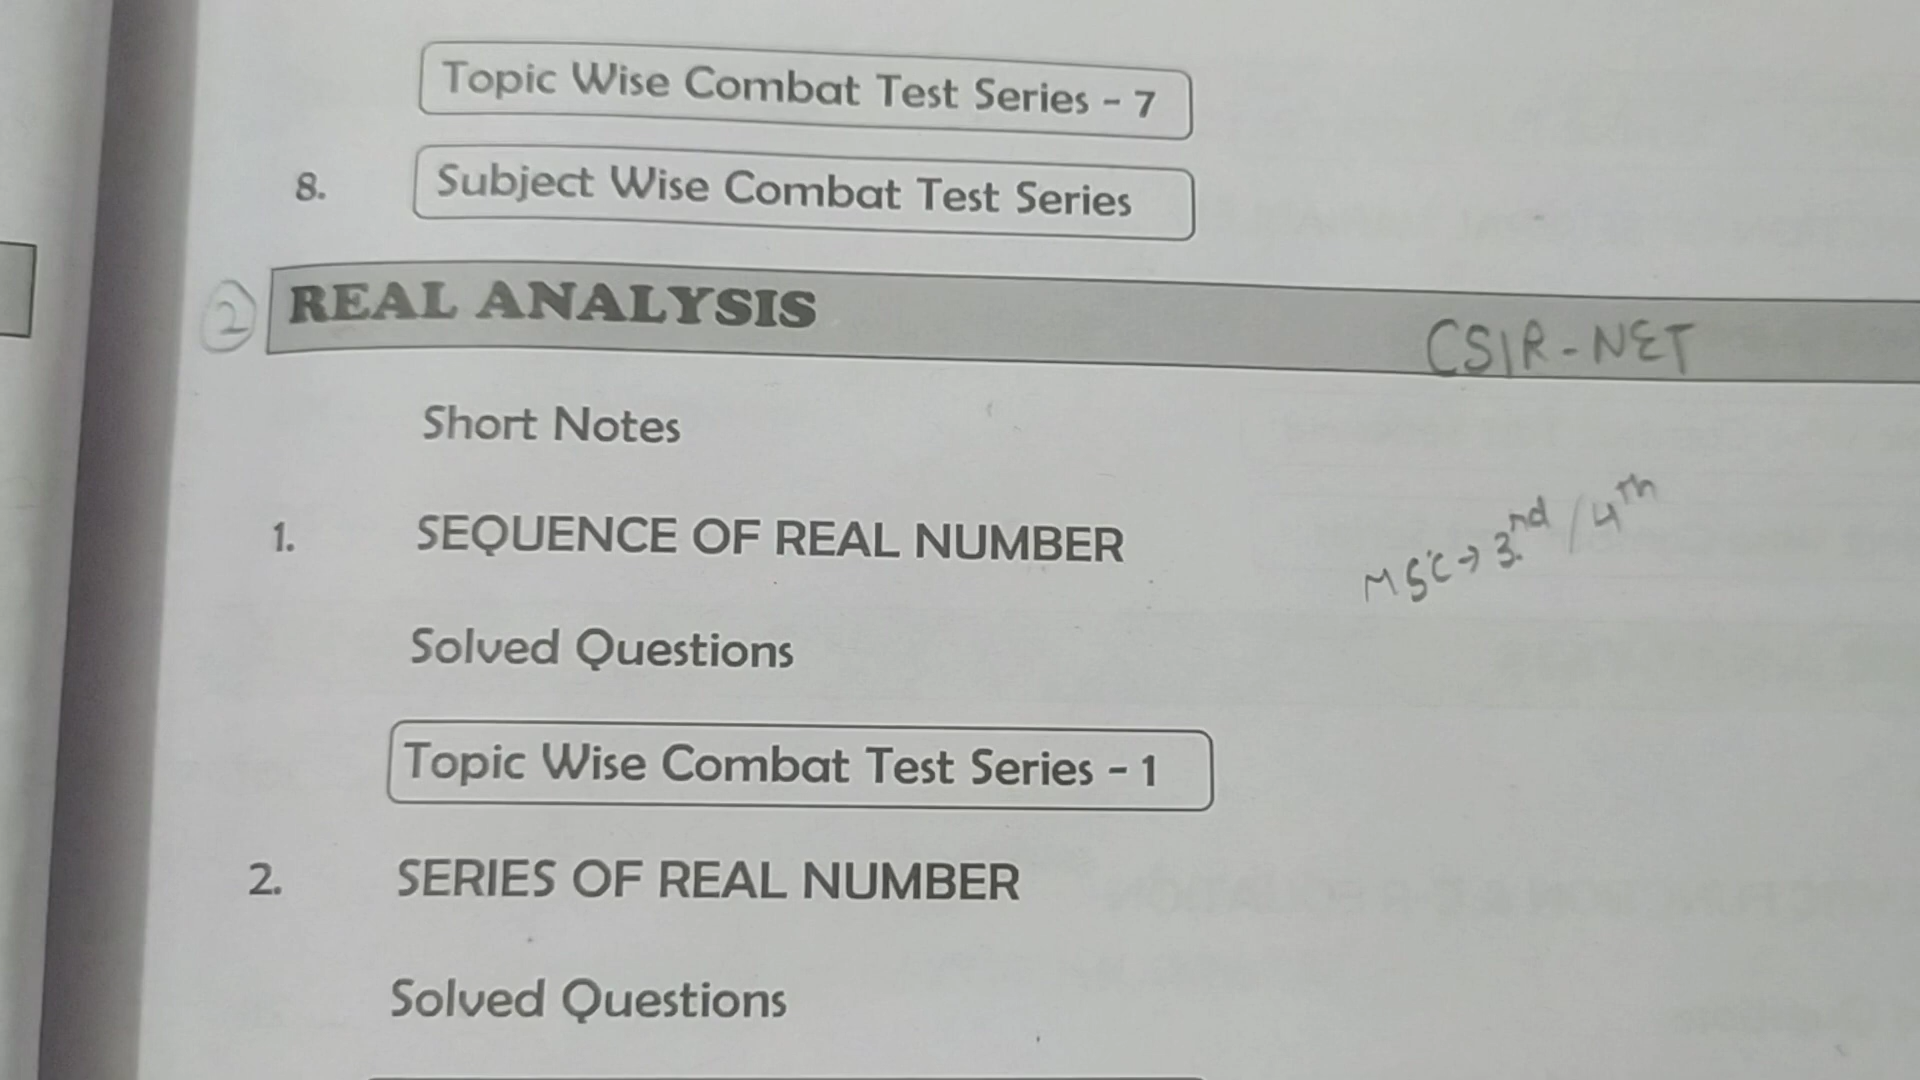 Topic Wise Combat Test Series - 7
8. Subject Wise Combat Test Series
2 REAL ANALYSIS
CSIR-NET
Short Notes
1. SEQUENCE OF REAL NUMBER
MSC → 3nd / 4th
Solved Questions
Topic Wise Combat Test Series - 1
2. SERIES OF REAL NUMBER
Solved Questions